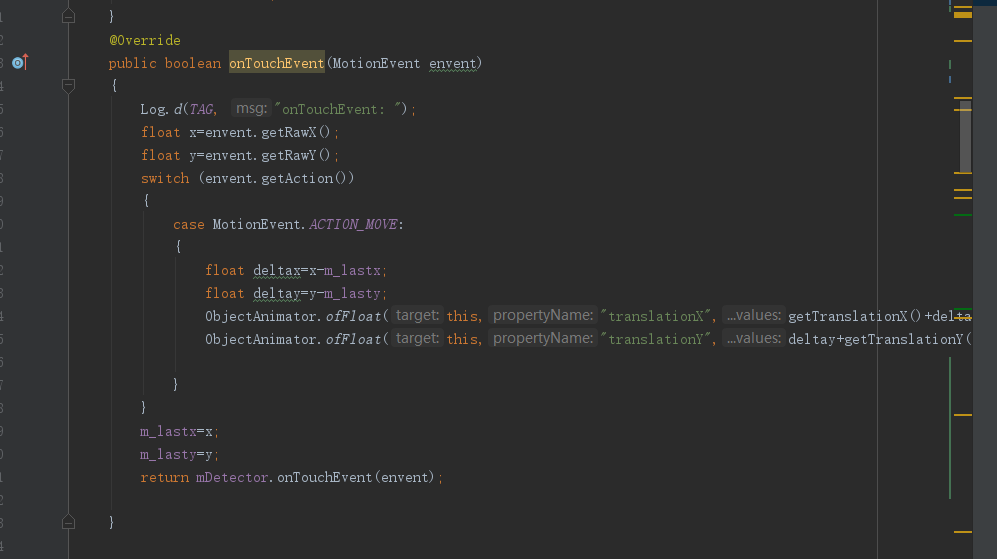 }
@Override
public boolean onTouchEvent(MotionEvent envent)
{
Log.d(TAG, msg: "onTouchEvent: ");
float x=envent.getRawX();
float y=envent.getRawY();
switch (envent.getAction())
{
case MotionEvent.ACTION_MOVE:
{
float deltax=x-m_lastx;
float deltay=y-m_lasty;
ObjectAnimator.ofFloat( target: this, propertyName: "translationX", ...values: getTranslationX()+delta
ObjectAnimator.ofFloat( target: this, propertyName: "translationY", ...values: deltay+getTranslationY(
}
}
m_lastx=x;
m_lasty=y;
return mDetector.onTouchEvent(envent);
}